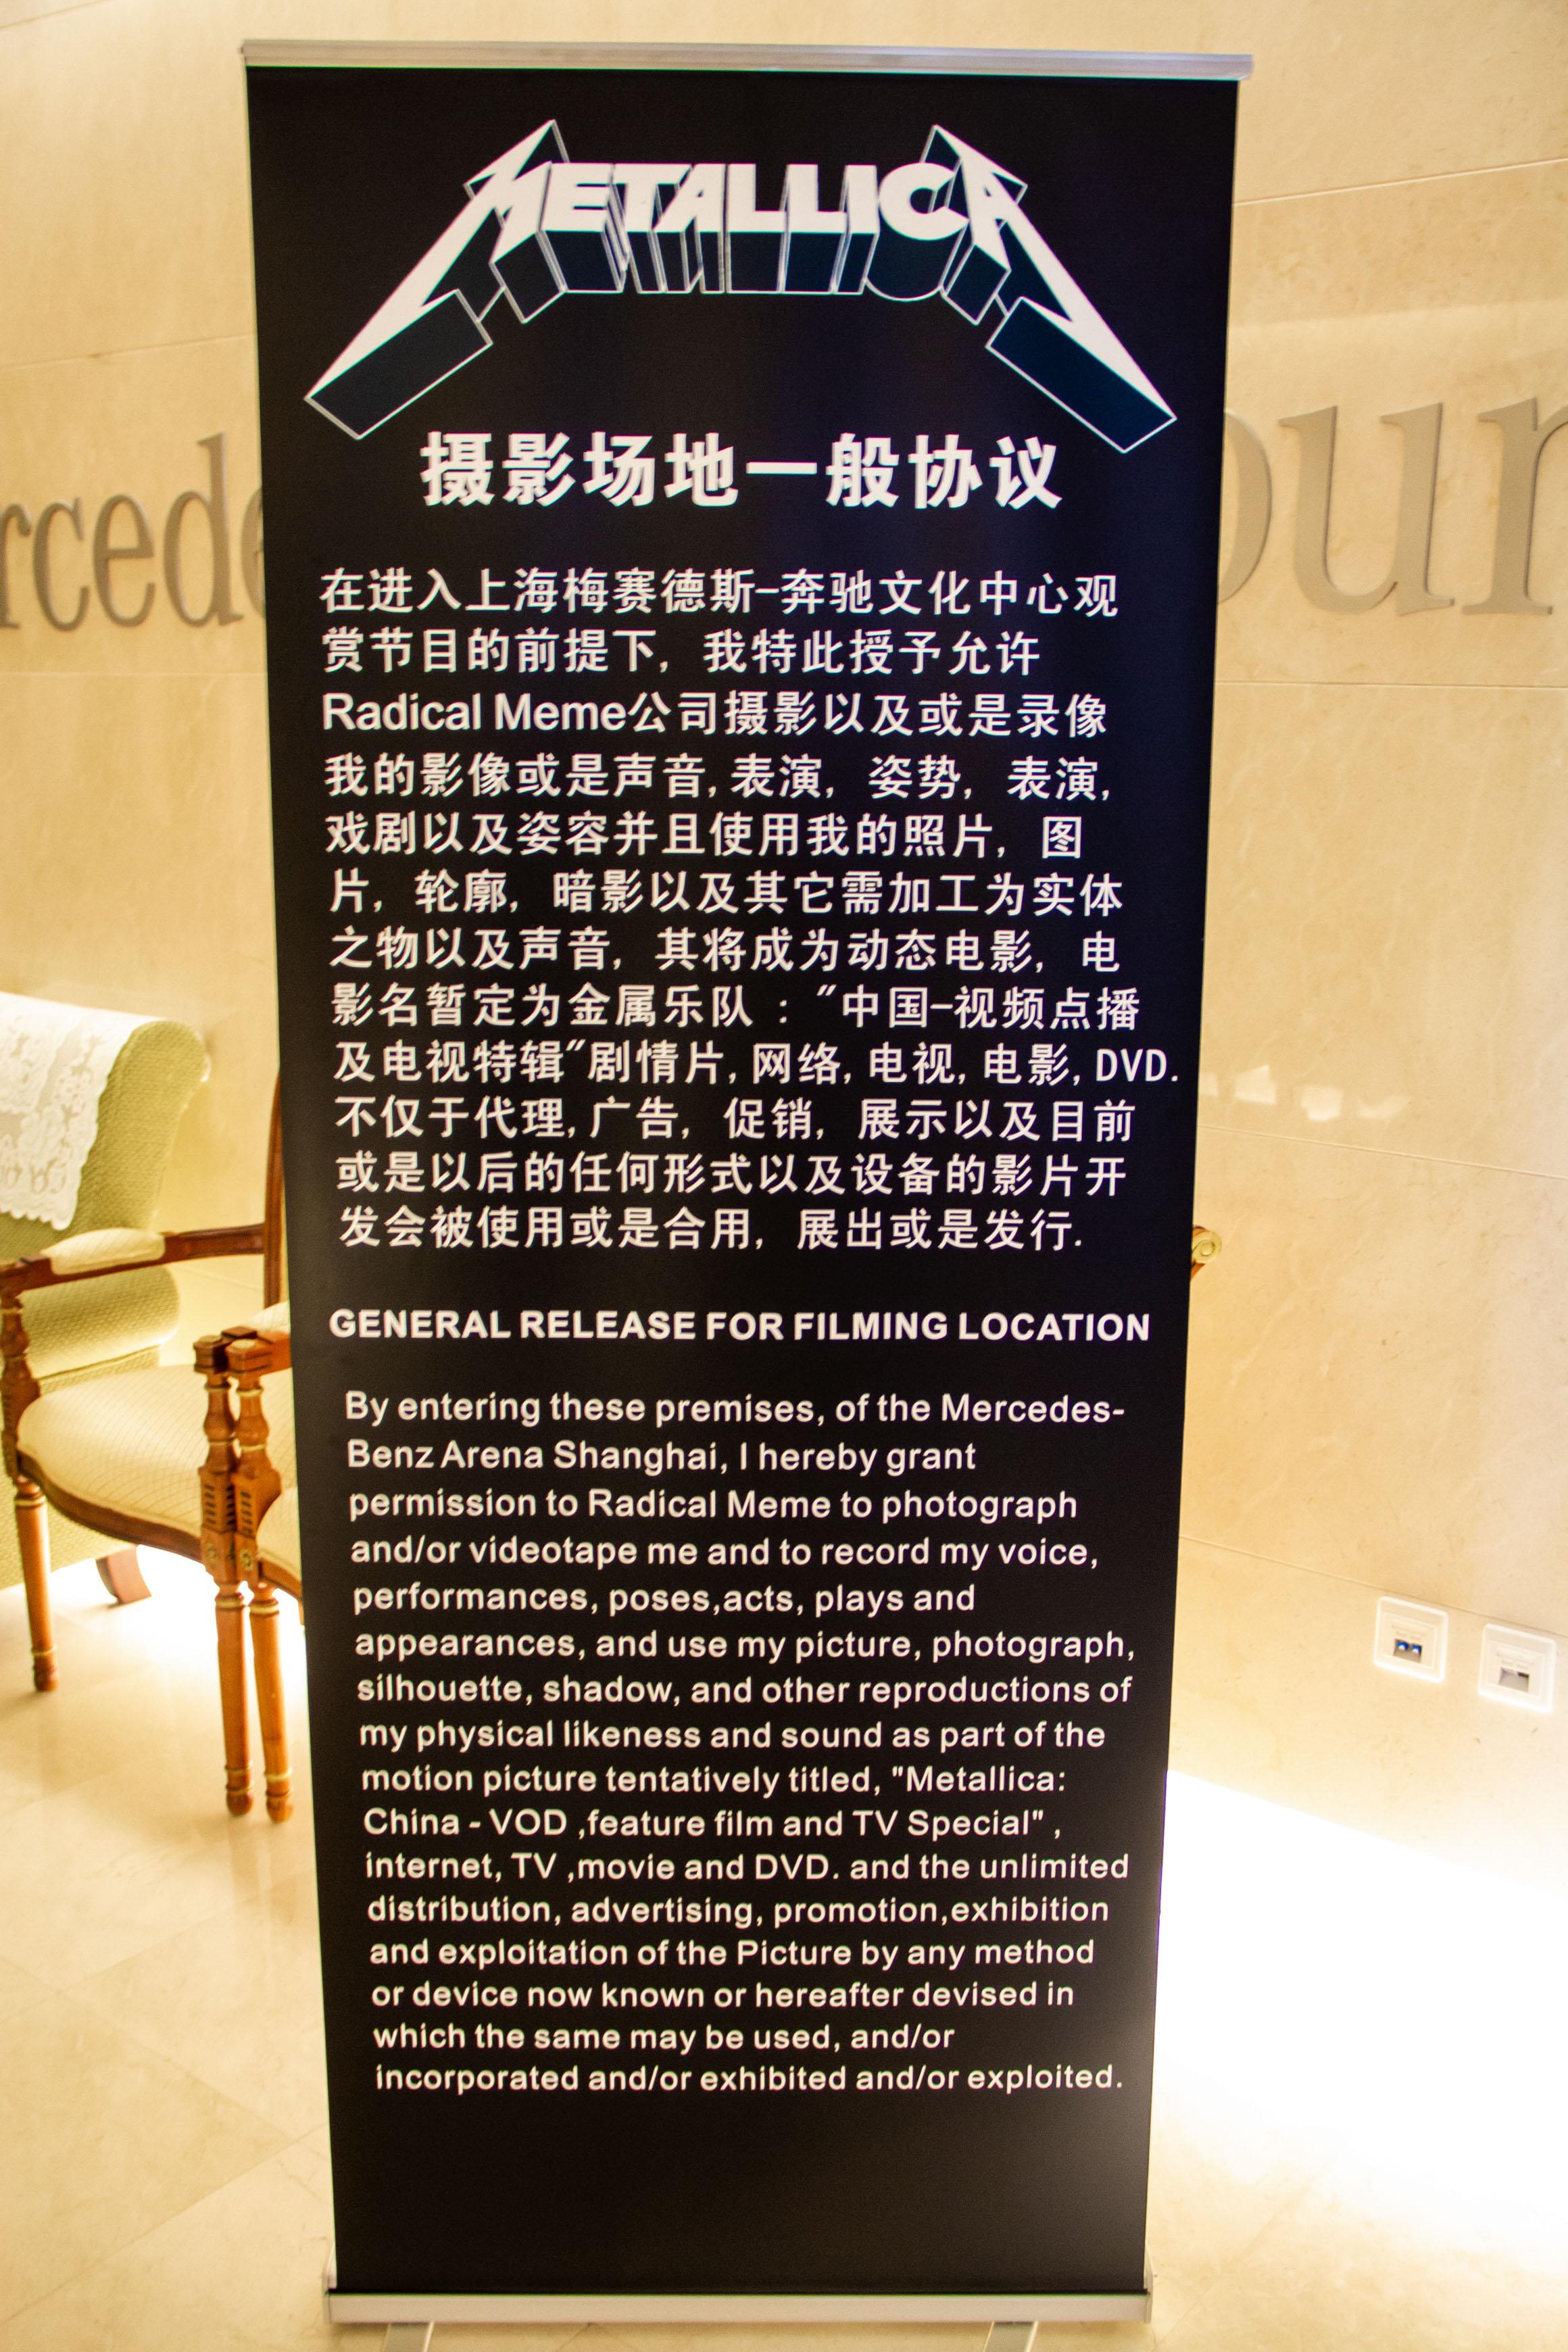 METALLICA
摄影场地一般协议
在进入上海梅赛德斯-奔驰文化中心观
赏节目的前提下, 我特此授予允许
Radical Meme公司摄影以及或是录像
我的影像或是声音,表演, 姿势, 表演,
戏剧以及姿容并且使用我的照片, 图
片, 轮廓, 暗影以及其它需加工为实体
之物以及声音, 其将成为动态电影, 电
影名暂定为金属乐队 : "中国-视频点播
及电视特辑"剧情片,网络,电视,电影,DVD.
不仅于代理,广告, 促销, 展示以及目前
或是以后的任何形式以及设备的影片开
发会被使用或是合用, 展出或是发行.
GENERAL RELEASE FOR FILMING LOCATION
By entering these premises, of the Mercedes-
Benz Arena Shanghai, I hereby grant
permission to Radical Meme to photograph
and/or videotape me and to record my voice,
performances, poses,acts, plays and
appearances, and use my picture, photograph,
silhouette, shadow, and other reproductions of
my physical likeness and sound as part of the
motion picture tentatively titled, "Metallica:
China - VOD ,feature film and TV Special" ,
internet, TV ,movie and DVD. and the unlimited
distribution, advertising, promotion,exhibition
and exploitation of the Picture by any method
or device now known or hereafter devised in
which the same may be used, and/or
incorporated and/or exhibited and/or exploited.